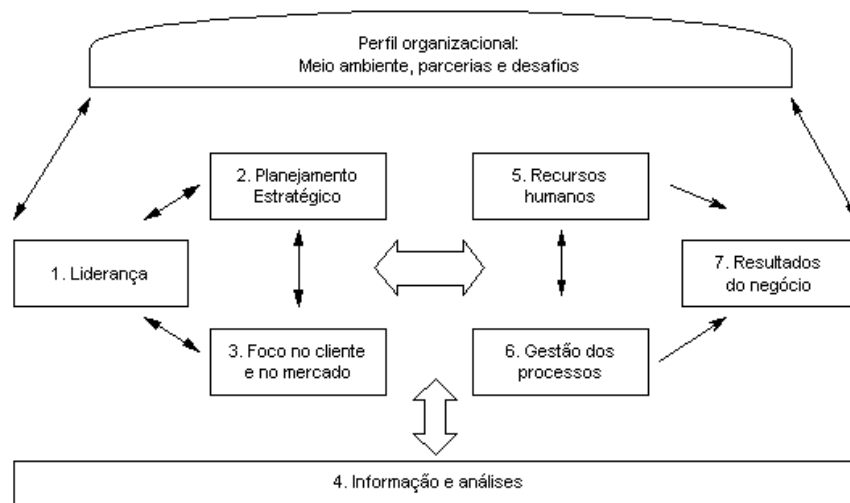 Perfil organizacional:
Meio ambiente, parcerias e desafios
2. Planejamento
Estratégico
5. Recursos
humanos
1. Liderança
7. Resultados
do negócio
3. Foco no cliente
e no mercado
6. Gestão dos
processos
4. Informação e análises